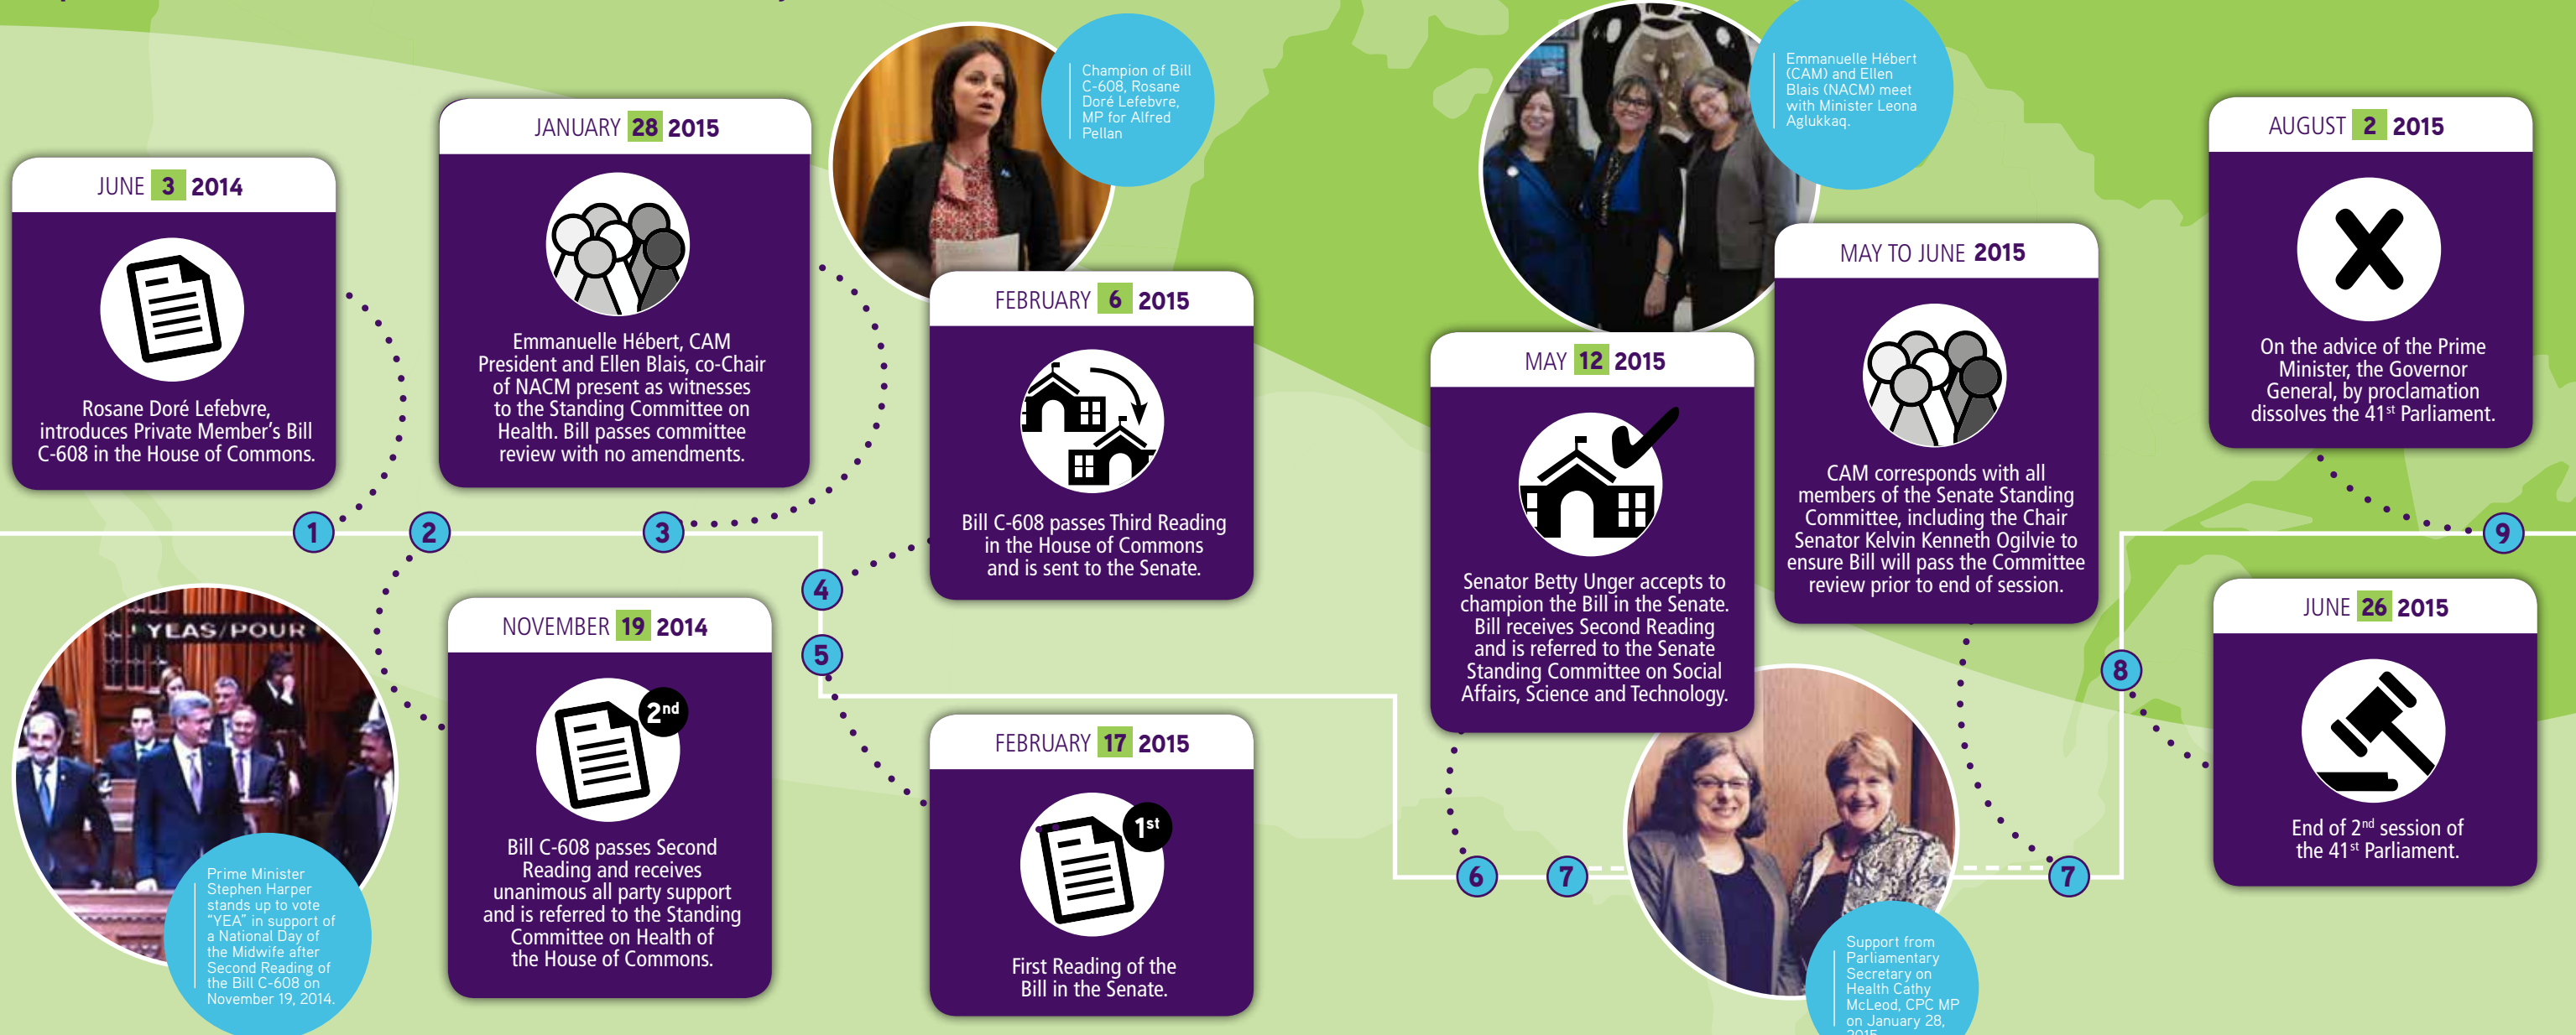 JUNE 3 2014
Rosane Doré Lefebvre,
introduces Private Member's Bill
C-608 in the House of Commons.
1
2
NOVEMBER 19 2014
2nd
Bill C-608 passes Second
Reading and receives
unanimous all party support
and is referred to the Standing
Committee on Health of
the House of Commons.
YEAS/POUR
Prime Minister
Stephen Harper
stands up to vote
“YEA” in support of
a National Day of
the Midwife after
Second Reading of
the Bill C-608 on
November 19, 2014.
JANUARY 28 2015
Emmanuelle Hébert, CAM
President and Ellen Blais, co-Chair
of NACM present as witnesses
to the Standing Committee on
Health. Bill passes committee
review with no amendments.
3
Champion of Bill
C-608, Rosane
Doré Lefebvre,
MP for Alfred
Pellan
FEBRUARY 6 2015
Bill C-608 passes Third Reading
in the House of Commons
and is sent to the Senate.
4
5
FEBRUARY 17 2015
1st
First Reading of the
Bill in the Senate.
Emmanuelle Hébert
(CAM) and Ellen
Blais (NACM) meet
with Minister Leona
Aglukkaq.
MAY 12 2015
Senator Betty Unger accepts to
champion the Bill in the Senate.
Bill receives Second Reading
and is referred to the Senate
Standing Committee on Social
Affairs, Science and Technology.
6
7
MAY TO JUNE 2015
CAM corresponds with all
members of the Senate Standing
Committee, including the Chair
Senator Kelvin Kenneth Ogilvie to
ensure Bill will pass the Committee
review prior to end of session.
7
Support from
Parliamentary
Secretary on
Health Cathy
McLeod, CPC MP
on January 28,
2015
8
JUNE 26 2015
End of 2nd session of
the 41st Parliament.
AUGUST 2 2015
On the advice of the Prime
Minister, the Governor
General, by proclamation
dissolves the 41st Parliament.
9